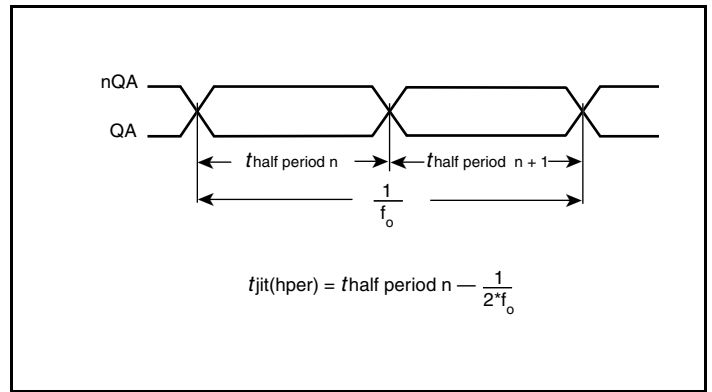 nQA
QA
thalf period n
thalf period n + 1
1
fo
tjit(hper) = thalf period n — 1
2*fo